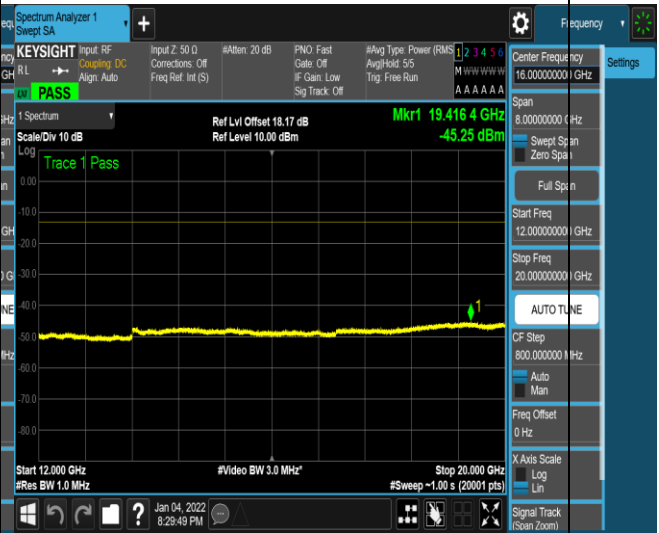 Spectrum Analyzer 1
Swept SA
Frequency
KEYSIGHT
RL
Input: RF
Coupling: DC
Align: Auto
Input Z: 50 Ω
Corrections: Off
Freq Ref: Int (S)
#Atten: 20 dB
PNO: Fast
Gate: Off
IF Gain: Low
Sig Track: Off
#Avg Type: Power (RMS
Avg|Hold: 5/5
Trig: Free Run
1 2 3 4 5 6
M W W W W W
A A A A A A
LXI
PASS
1 Spectrum
Scale/Div 10 dB
Log
Ref Lvl Offset 18.17 dB
Ref Level 10.00 dBm
Mkr1 19.416 4 GHz
-45.25 dBm
Trace 1 Pass
0.00
-10.0
-20.0
-30.0
-40.0
-50.0
-60.0
-70.0
-80.0
1
Start 12.000 GHz
#Res BW 1.0 MHz
#Video BW 3.0 MHz*
Stop 20.000 GHz
#Sweep ~1.00 s (20001 pts)
Jan 04, 2022
8:29:49 PM
Center Frequency
16.000000000 GHz
Settings
Span
8.00000000 GHz
Swept Span
Zero Span
Full Span
Start Freq
12.000000000 GHz
Stop Freq
20.000000000 GHz
AUTO TUNE
CF Step
800.000000 MHz
Auto
Man
Freq Offset
0 Hz
X Axis Scale
Log
Lin
Signal Track
(Span Zoom)